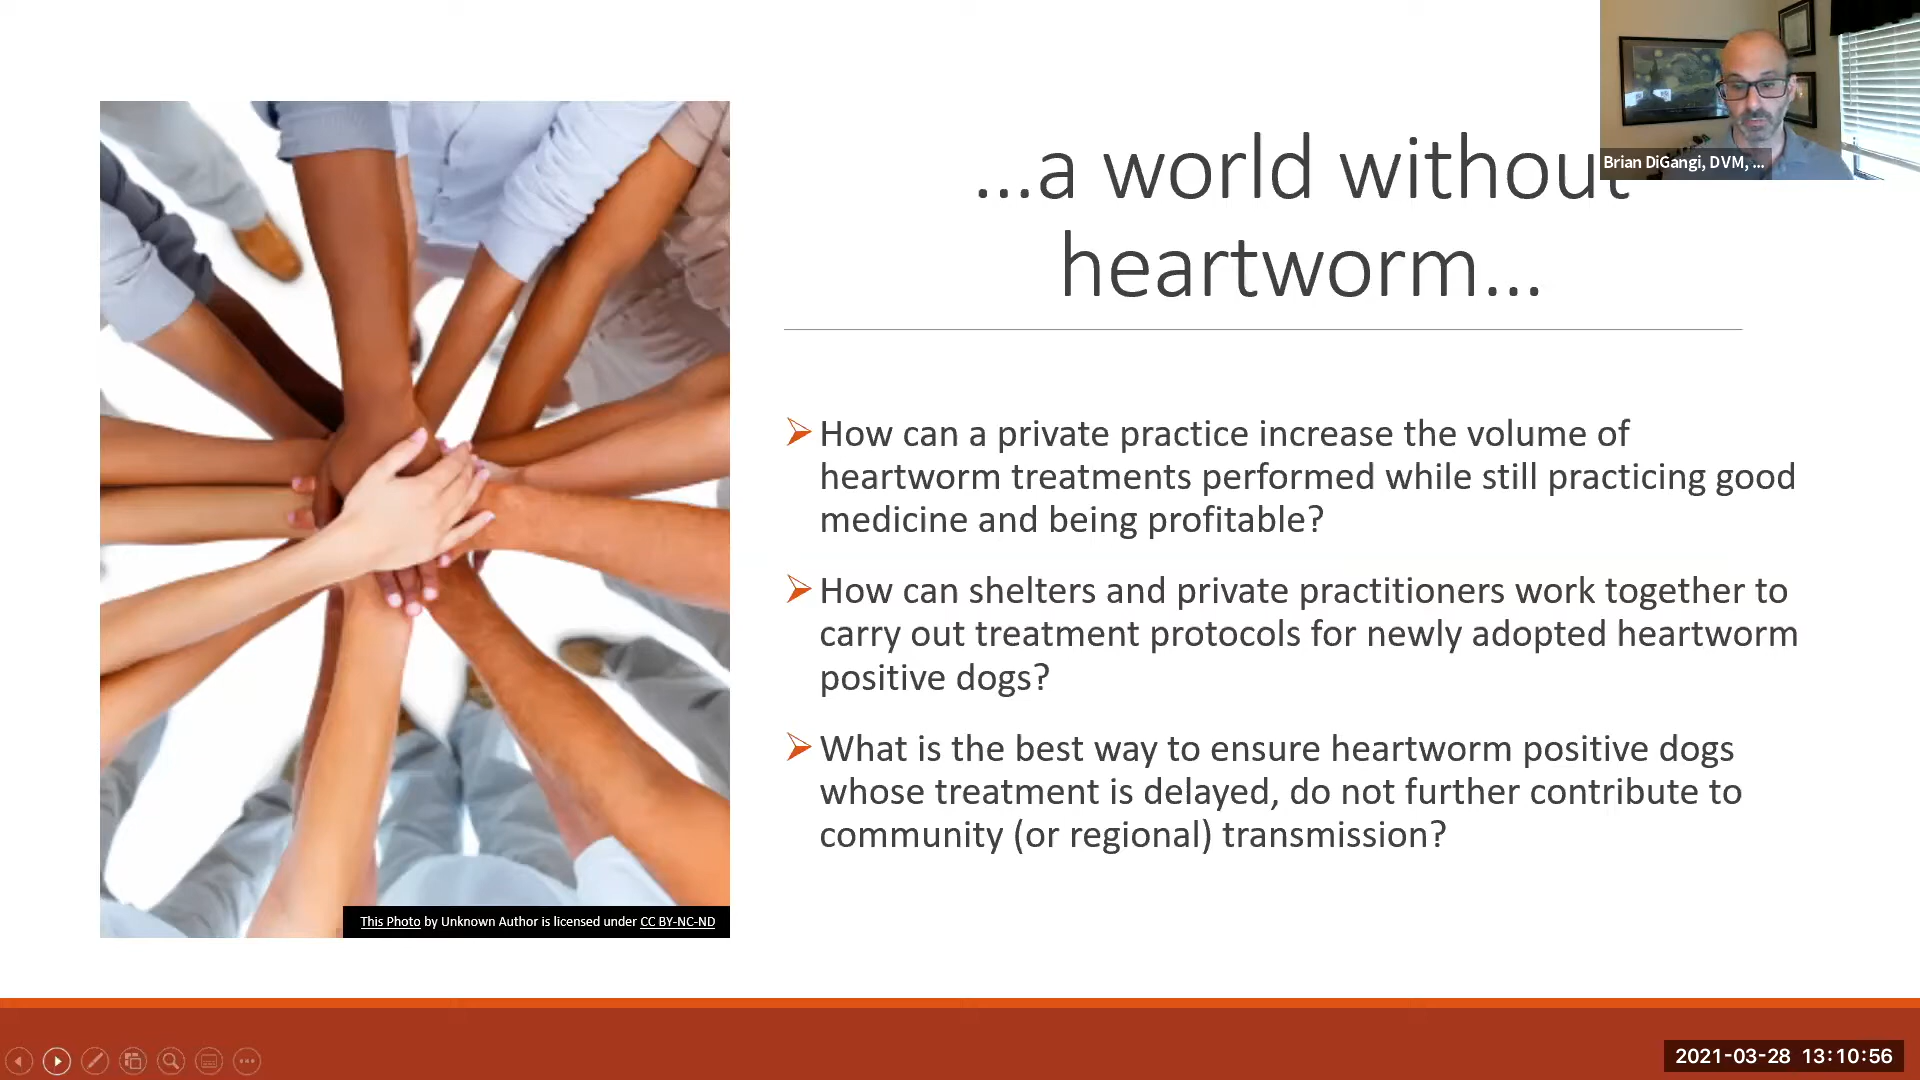 ...a world without
heartworm...
Brian DiGangi, DVM, ...
How can a private practice increase the volume of
heartworm treatments performed while still practicing good
medicine and being profitable?
How can shelters and private practitioners work together to
carry out treatment protocols for newly adopted heartworm
positive dogs?
What is the best way to ensure heartworm positive dogs
whose treatment is delayed, do not further contribute to
community (or regional) transmission?
This Photo by Unknown Author is licensed under CC BY-NC-ND
2021-03-28 13:10:56